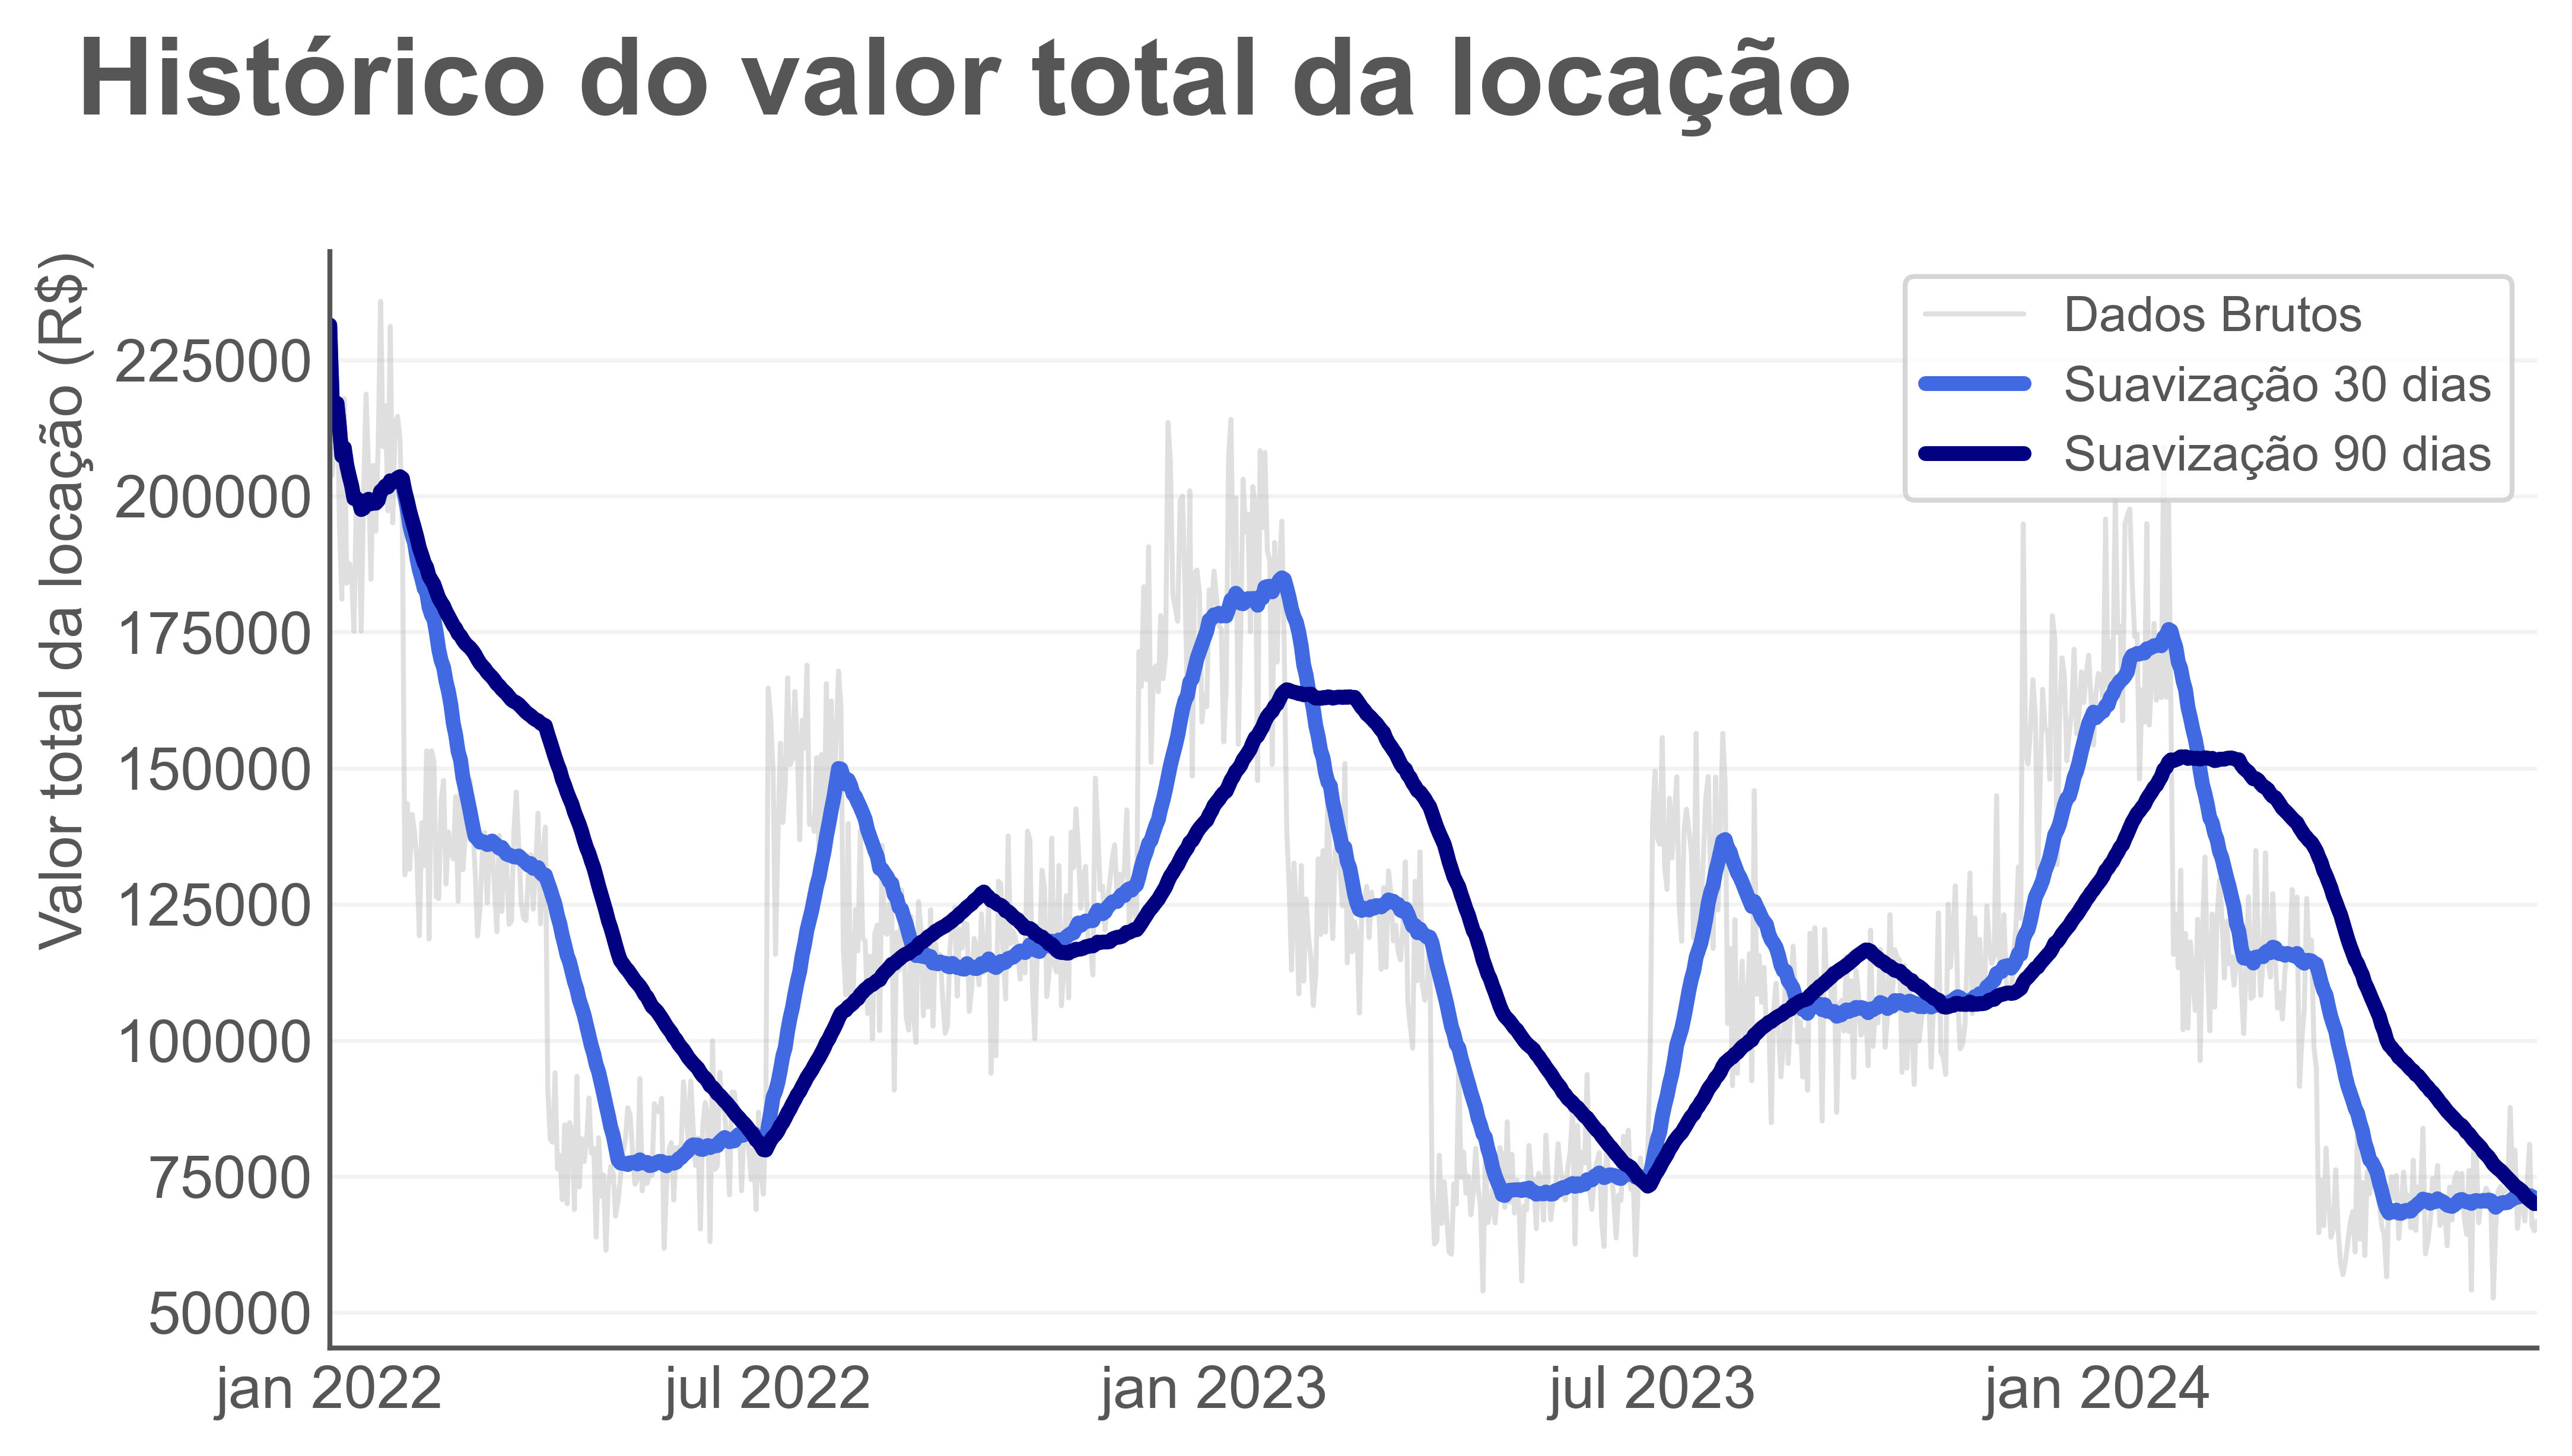 Histórico do valor total da locação
Valor total da locação (R$)
225000
200000
175000
150000
125000
100000
75000
50000
jan 2022
jul 2022
jan 2023
jul 2023
jan 2024
Dados Brutos
Suavização 30 dias
Suavização 90 dias